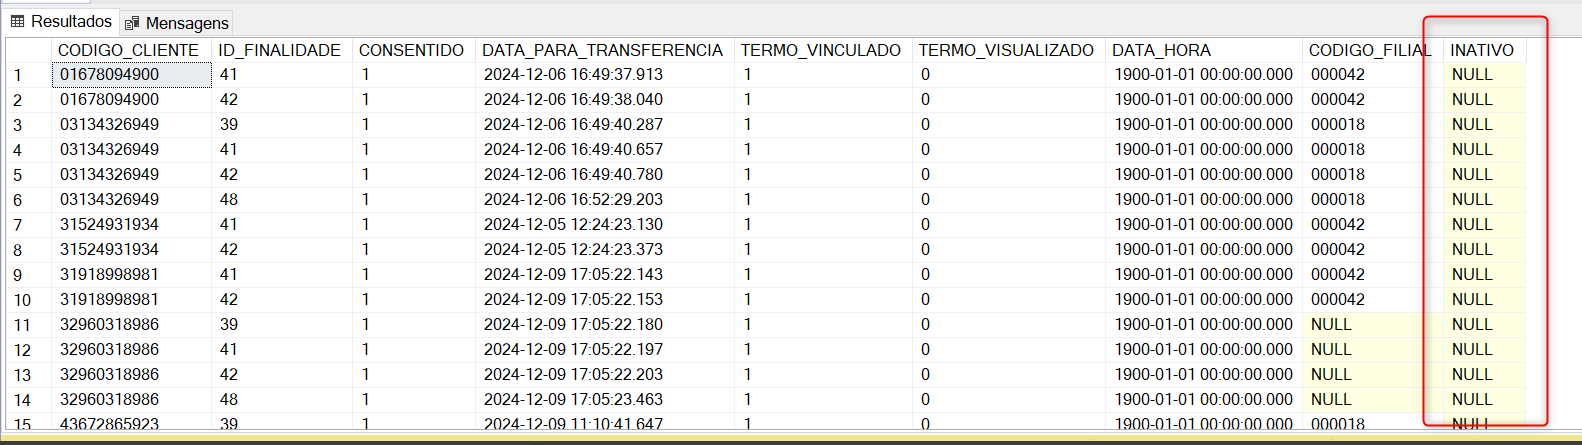 Resultados Mensagens
CODIGO_CLIENTE ID_FINALIDADE CONSENTIDO DATA_PARA_TRANSFERENCIA TERMO_VINCULADO TERMO_VISUALIZADO DATA_HORA CODIGO_FILIAL INATIVO
1 01678094900 41 1 2024-12-06 16:49:37.913 1 0 1900-01-01 00:00:00.000 000042 NULL
2 01678094900 42 1 2024-12-06 16:49:38.040 1 0 1900-01-01 00:00:00.000 000042 NULL
3 03134326949 39 1 2024-12-06 16:49:40.287 1 0 1900-01-01 00:00:00.000 000018 NULL
4 03134326949 41 1 2024-12-06 16:49:40.657 1 0 1900-01-01 00:00:00.000 000018 NULL
5 03134326949 42 1 2024-12-06 16:49:40.780 1 0 1900-01-01 00:00:00.000 000018 NULL
6 03134326949 48 1 2024-12-06 16:52:29.203 1 0 1900-01-01 00:00:00.000 000018 NULL
7 31524931934 41 1 2024-12-05 12:24:23.130 1 0 1900-01-01 00:00:00.000 000042 NULL
8 31524931934 42 1 2024-12-05 12:24:23.373 1 0 1900-01-01 00:00:00.000 000042 NULL
9 31918998981 41 1 2024-12-09 17:05:22.143 1 0 1900-01-01 00:00:00.000 000042 NULL
10 31918998981 42 1 2024-12-09 17:05:22.153 1 0 1900-01-01 00:00:00.000 000042 NULL
11 32960318986 39 1 2024-12-09 17:05:22.180 1 0 1900-01-01 00:00:00.000 NULL NULL
12 32960318986 41 1 2024-12-09 17:05:22.197 1 0 1900-01-01 00:00:00.000 NULL NULL
13 32960318986 42 1 2024-12-09 17:05:22.203 1 0 1900-01-01 00:00:00.000 NULL NULL
14 32960318986 48 1 2024-12-09 17:05:23.463 1 0 1900-01-01 00:00:00.000 NULL NULL
15 43672865923 39 1 2024-12-09 11:10:41.647 1 0 1900-01-01 00:00:00.000 000018 NULL